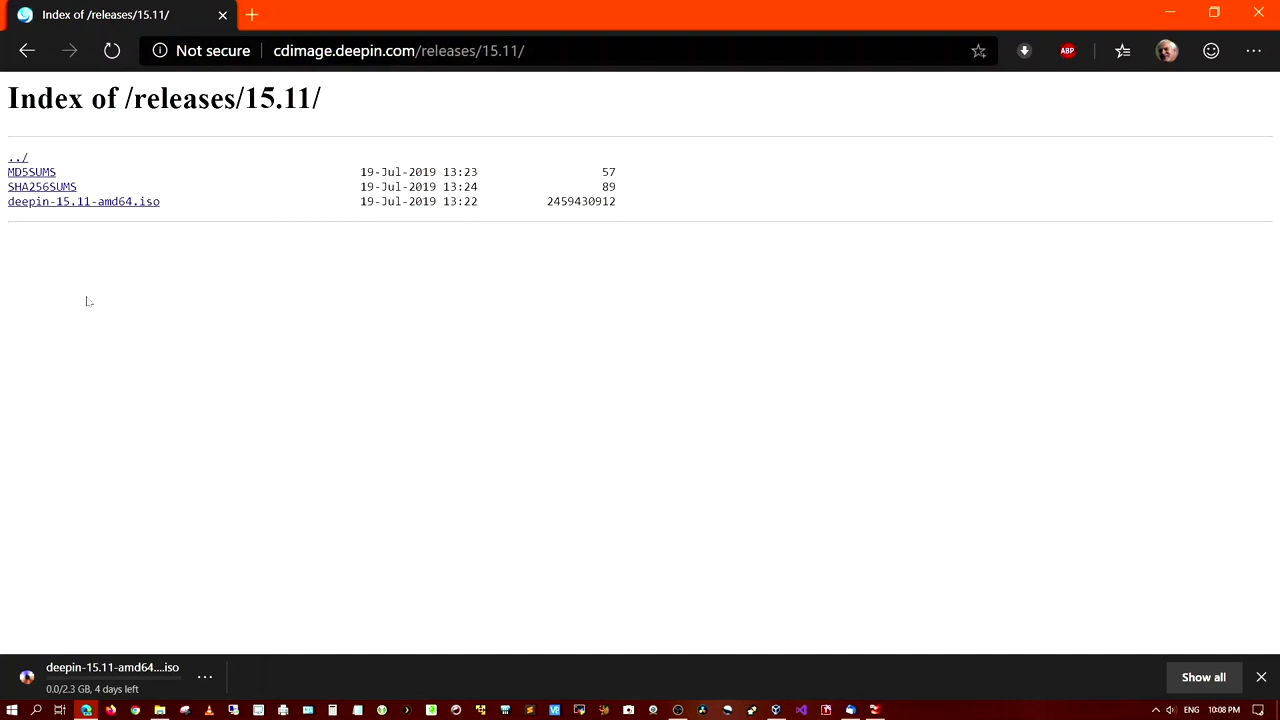 Index of /releases/15.11/
Not secure
cdimage.deepin.com/releases/15.11/
ABP
Index of /releases/15.11/
../
MD5SUMS 19-Jul-2019 13:23 57
SHA256SUMS 19-Jul-2019 13:24 89
deepin-15.11-amd64.iso 19-Jul-2019 13:22 2459430912
deepin-15.11-amd64....iso
0.0/2.3 GB, 4 days left
Show all
ENG 10:08 PM